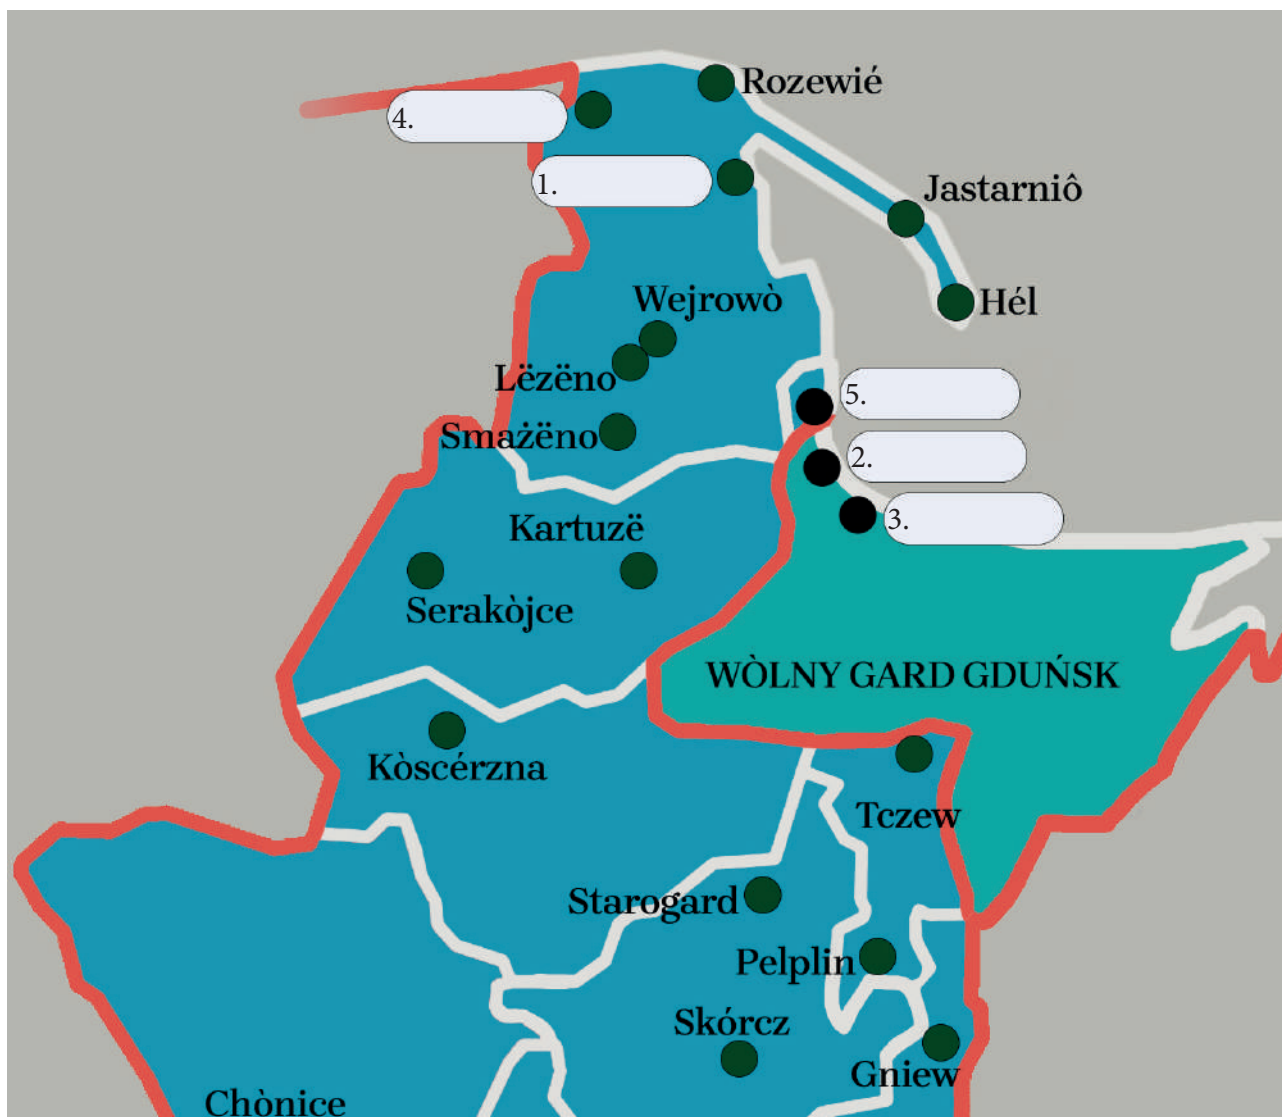 Rozewié
4.
1.
Jastarniô
Wejrowò
Hél
Lëzëno
5.
Smażëno
2.
3.
Kartuzë
Serakòjce
WÒLNY GARD GDUŃSK
Kòscérzna
Tczew
Starogard
Pelplin
Skórcz
Gniew
Chònice